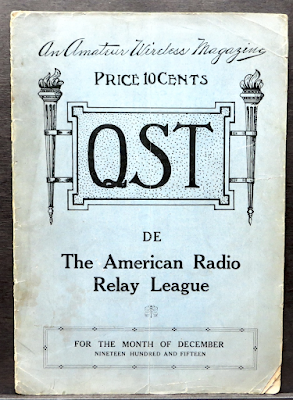 An Amateur Wireless Magazine
PRICE 10 CENTS
QST
DE
The American Radio
Relay League
FOR THE MONTH OF DECEMBER
NINETEEN HUNDRED AND FIFTEEN